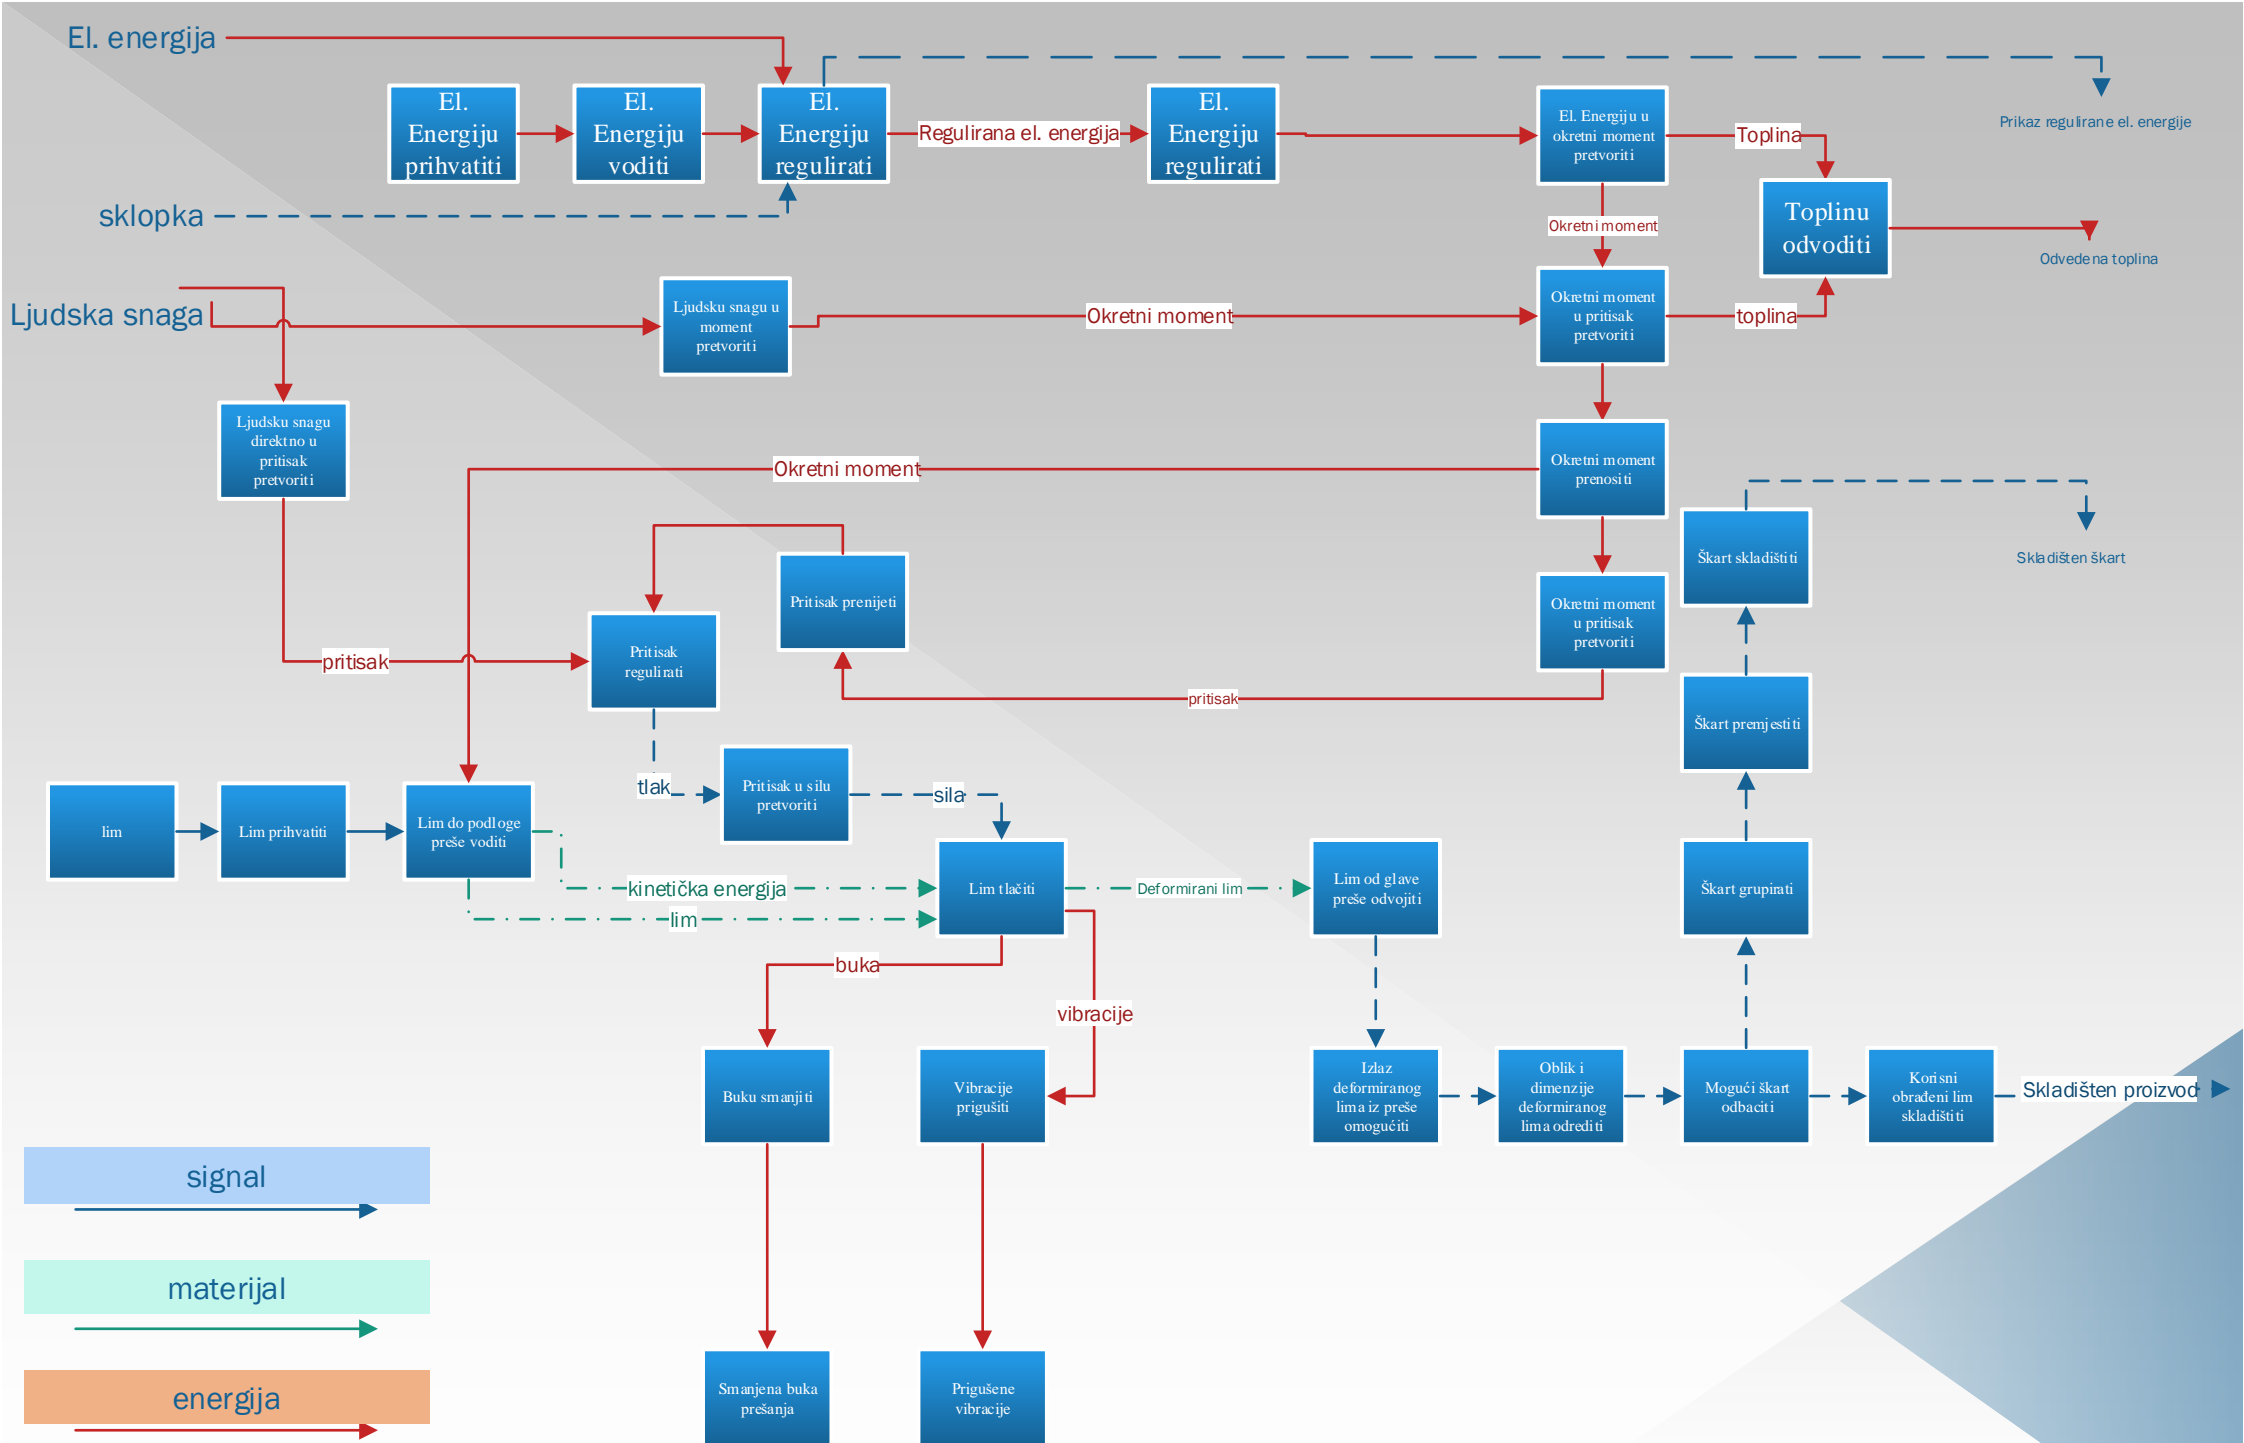 El. energija
El.
Energiju
prihvatiti
El.
Energiju
voditi
El.
Energiju
regulirati
Regulirana el. energija
El.
Energiju
regulirati
El. Energiju u
okretni moment
pretvoriti
Toplina
Prikaz regulirane el. energije
sklopka
Okretni moment
Toplinu
odvoditi
Odvedena toplina
Ljudska snaga
Ljudsku snagu u
moment
pretvoriti
Okretni moment
Okretni moment
u pritisak
pretvoriti
toplina
Ljudsku snagu
direktno u
pritisak
pretvoriti
Okretni moment
Okretni moment
prenositi
Škart skladištiti
Skladišten škart
Pritisak prenijeti
Okretni moment
u pritisak
pretvoriti
pritisak
Pritisak
regulirati
pritisak
Škart premjestiti
tlak
Pritisak u silu
pretvoriti
sila
lim
Lim prihvatiti
Lim do podloge
preše voditi
kinetička energija
lim
Lim tlačiti
Deformirani lim
Lim od glave
preše odvojiti
Škart grupirati
buka
vibracije
Buku smanjiti
Vibracije
prigušiti
Izlaz
deformiranog
lima iz preše
omogućiti
Oblik i
dimenzije
deformiranog
lima odrediti
Mogući škart
odbaciti
Korisni
obrađeni lim
skladištiti
Skladišten proizvod
signal
materijal
energija
Smanjena buka
prešanja
Prigušene
vibracije